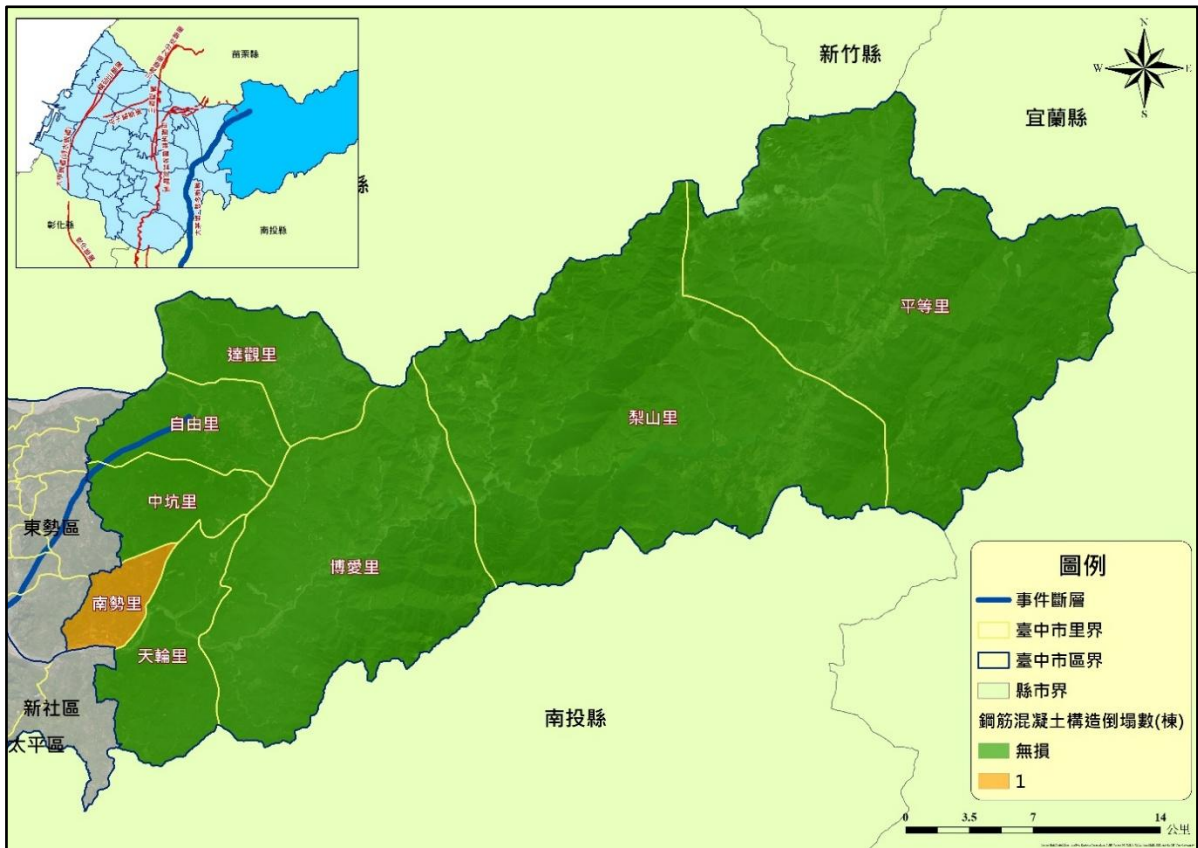 苗栗縣
彰化縣
南投縣
縣
新竹縣
宜蘭縣
N
W
E
S
達觀里
自由里
中坑里
南勢里
天輪里
博愛里
梨山里
平等里
東勢區
新社區
太平區
南投縣
圖例
事件斷層
臺中市里界
臺中市區界
縣市界
鋼筋混凝土構造倒塌數(棟)
無損
1
0 3.5 7 14
公里